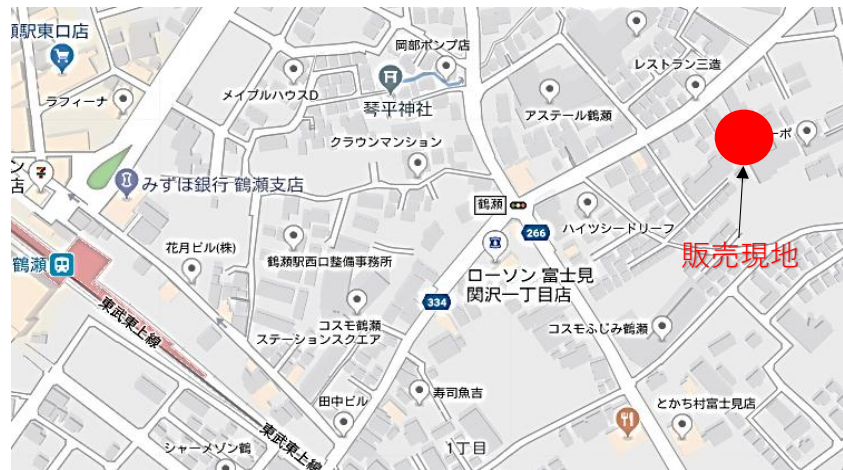 頼駅東口店
ラフィーナ
メイプルハウスD
岡部ポンプ店
琴平神社
クラウンマンション
レストラン三造
アステール鶴瀬
ーポ
ン
店
みずほ銀行 鶴瀬支店
鶴瀬
266
ハイツシードリーフ
販売現地
花月ビル(株)
鶴瀬駅西口整備事務所
鶴瀬
ローソン 富士見
関沢一丁目店
334
東武東上線
コスモ鶴瀬
ステーションスクエア
コスモふじみ鶴瀬
田中ビル
寿司魚吉
とかち村富士見店
シャーメゾン鶴
東武東上線
1丁目